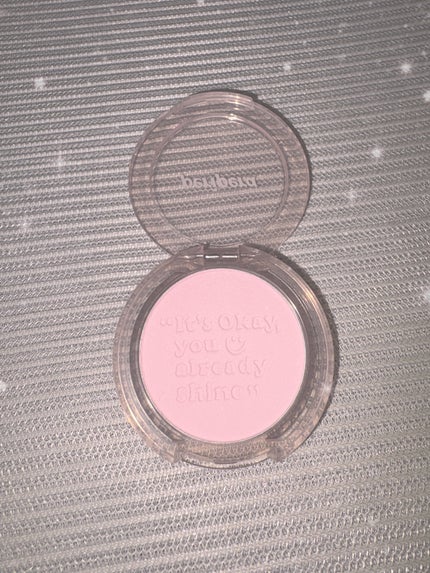 peripera
"It's Okay,
you
already
shine"